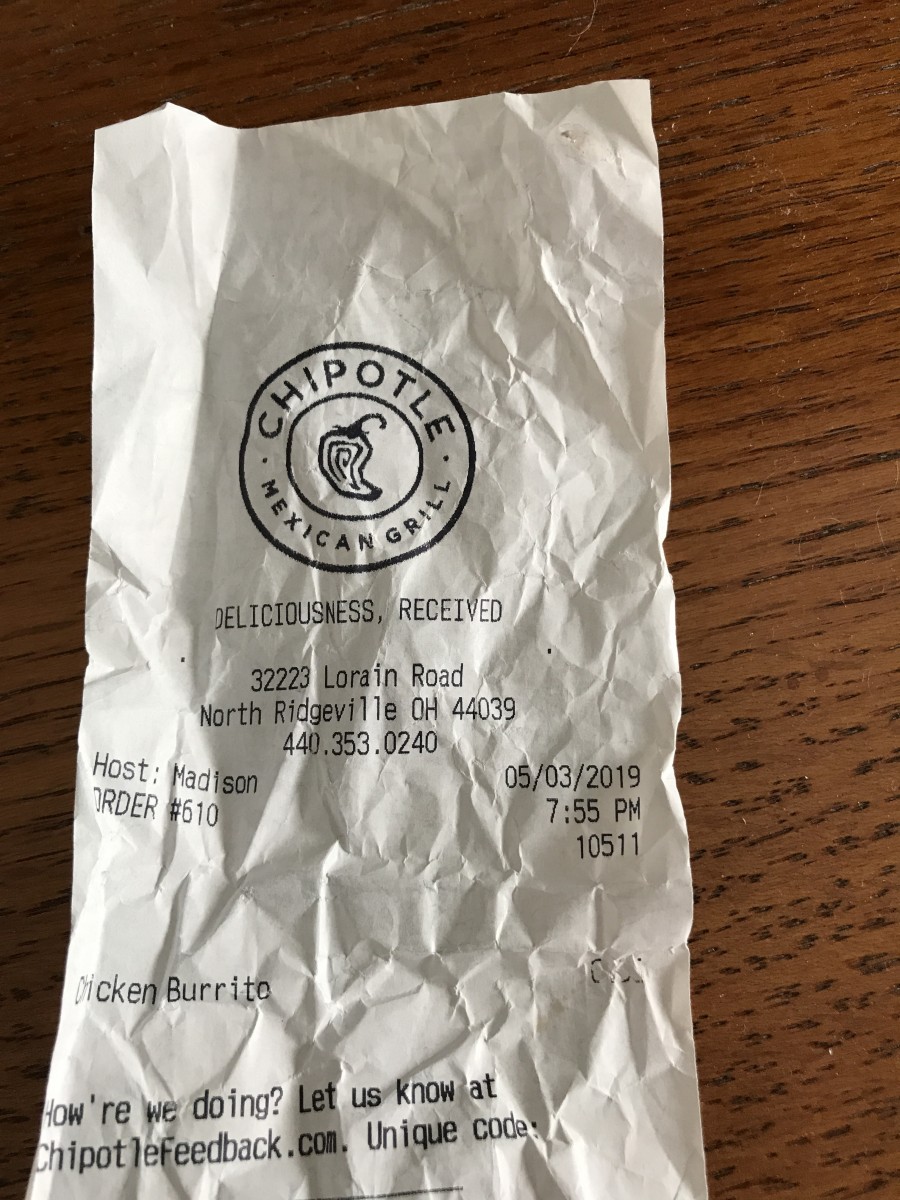 CHIPOTLE
MEXICAN GRILL
DELICIOUSNESS, RECEIVED
32223 Lorain Road
North Ridgeville OH 44039
440.353.0240
Host: Madison
05/03/2019
ORDER #610
7:55 PM
10511
Chicken Burrito
How're we doing? Let us know at
ChipotleFeedback.com. Unique code: